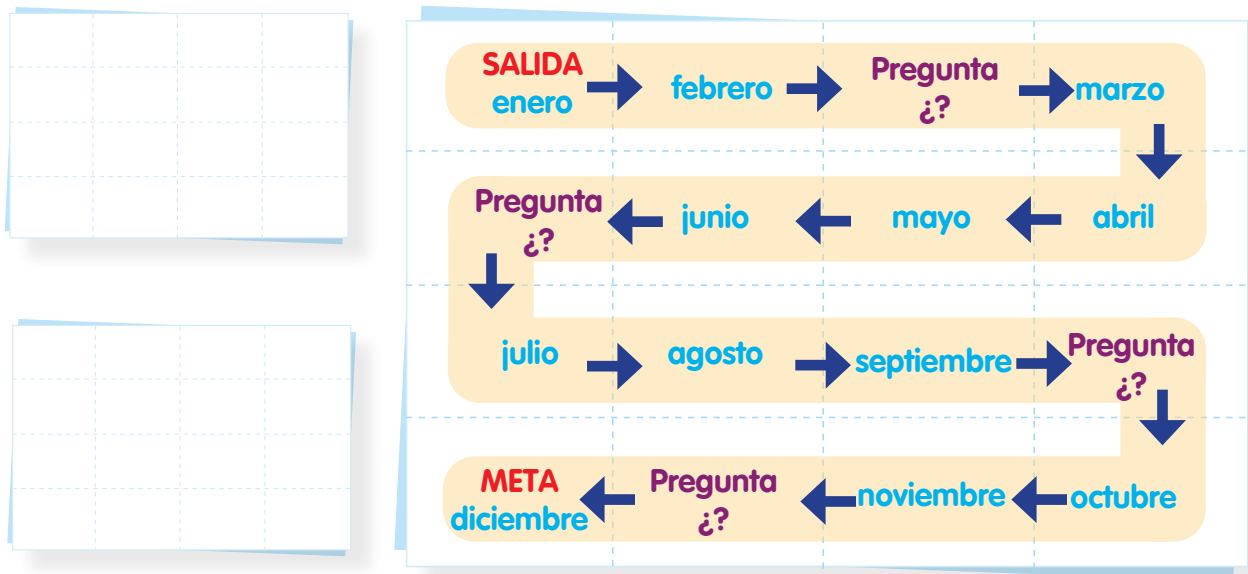 SALIDA
enero
febrero
Pregunta
¿?
marzo
abril
mayo
junio
Pregunta
¿?
julio
agosto
septiembre
Pregunta
¿?
octubre
noviembre
Pregunta
¿?
META
diciembre